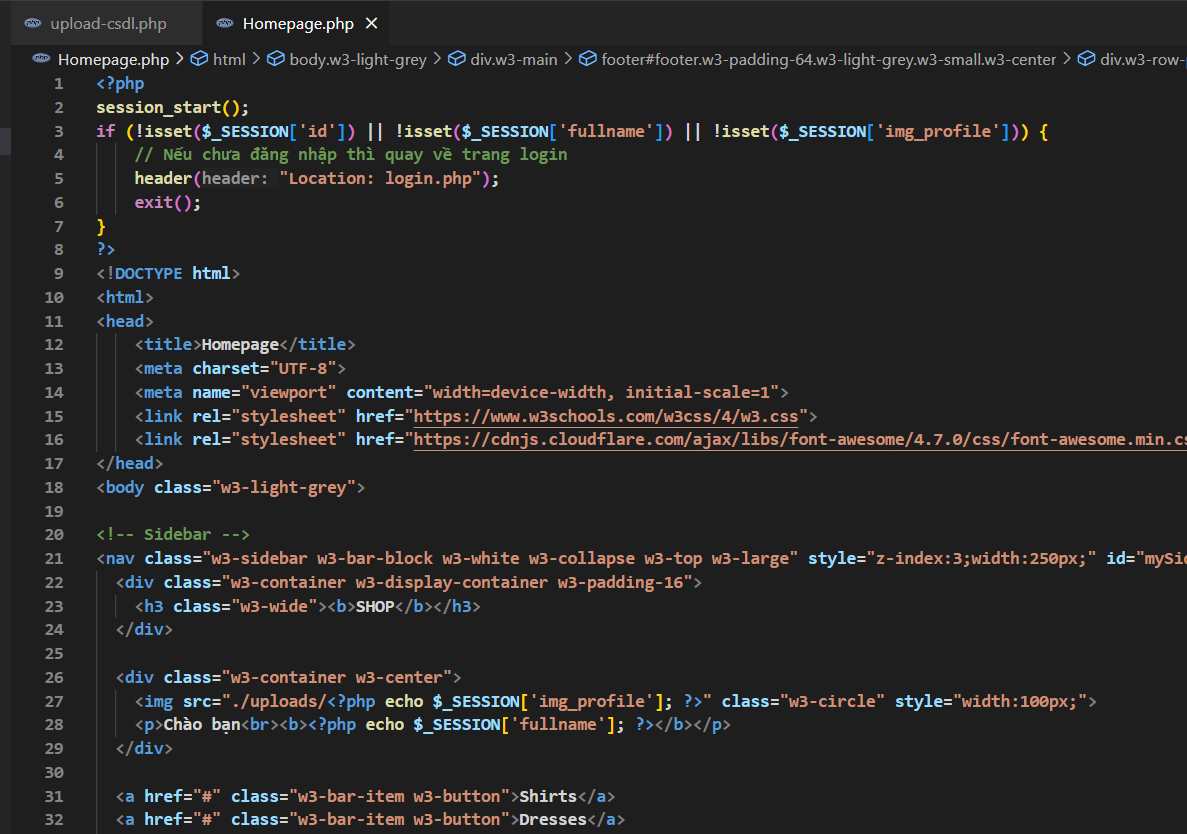 upload-csdl.php Homepage.php
Homepage.php > html > body.w3-light-grey > div.w3-main > footer#footer.w3-padding-64.w3-light-grey.w3-small.w3-center > div.w3-row-
1 <?php
2 session_start();
3 if (!isset($_SESSION['id']) || !isset($_SESSION['fullname']) || !isset($_SESSION['img_profile'])) {
4     // Nếu chưa đăng nhập thì quay về trang login
5     header(header: "Location: login.php");
6     exit();
7 }
8 ?>
9 <!DOCTYPE html>
10 <html>
11 <head>
12     <title>Homepage</title>
13     <meta charset="UTF-8">
14     <meta name="viewport" content="width=device-width, initial-scale=1">
15     <link rel="stylesheet" href="https://www.w3schools.com/w3css/4/w3.css">
16     <link rel="stylesheet" href="https://cdnjs.cloudflare.com/ajax/libs/font-awesome/4.7.0/css/font-awesome.min.cs
17 </head>
18 <body class="w3-light-grey">
19
20 <!-- Sidebar -->
21 <nav class="w3-sidebar w3-bar-block w3-white w3-collapse w3-top w3-large" style="z-index:3;width:250px;" id="mySid
22   <div class="w3-container w3-display-container w3-padding-16">
23     <h3 class="w3-wide"><b>SHOP</b></h3>
24   </div>
25
26   <div class="w3-container w3-center">
27     <img src="./uploads/<?php echo $_SESSION['img_profile']; ?>" class="w3-circle" style="width:100px;">
28     <p>Chào bạn<br><b><?php echo $_SESSION['fullname']; ?></b></p>
29   </div>
30
31   <a href="#" class="w3-bar-item w3-button">Shirts</a>
32   <a href="#" class="w3-bar-item w3-button">Dresses</a>